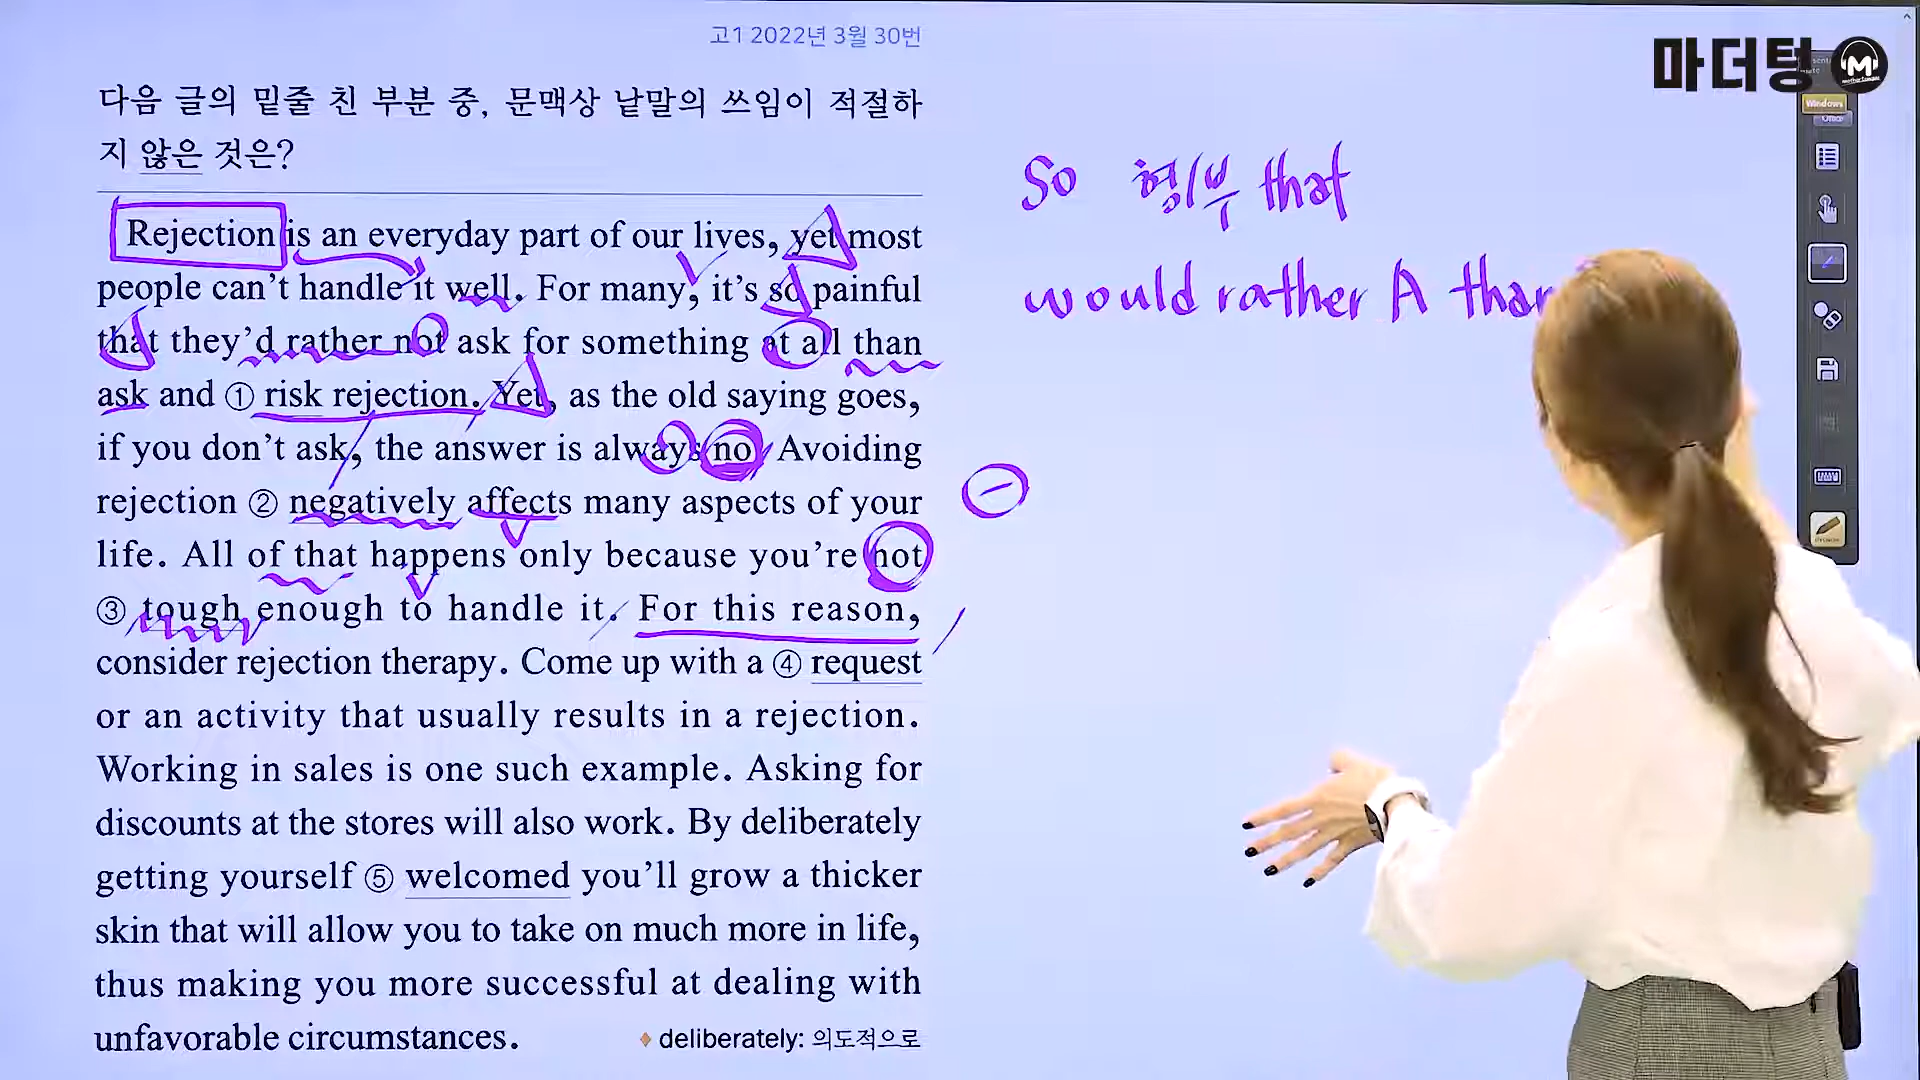 고1 2022년 3월 30번
마더텅
다음 글의 밑줄 친 부분 중, 문맥상 낱말의 쓰임이 적절하
지 않은 것은?
Rejection is an everyday part of our lives, yet most
people can't handle it well. For many, it's so painful
that they'd rather not ask for something at all than
ask and ① risk rejection. Yet, as the old saying goes,
if you don't ask, the answer is always no. Avoiding
rejection ② negatively affects many aspects of your
life. All of that happens only because you're not
③ tough enough to handle it. For this reason,
consider rejection therapy. Come up with a ④ request
or an activity that usually results in a rejection.
Working in sales is one such example. Asking for
discounts at the stores will also work. By deliberately
getting yourself ⑤ welcomed you'll grow a thicker
skin that will allow you to take on much more in life,
thus making you more successful at dealing with
unfavorable circumstances.
♦ deliberately: 의도적으로
So 형/부 that
would rather A than
Windows